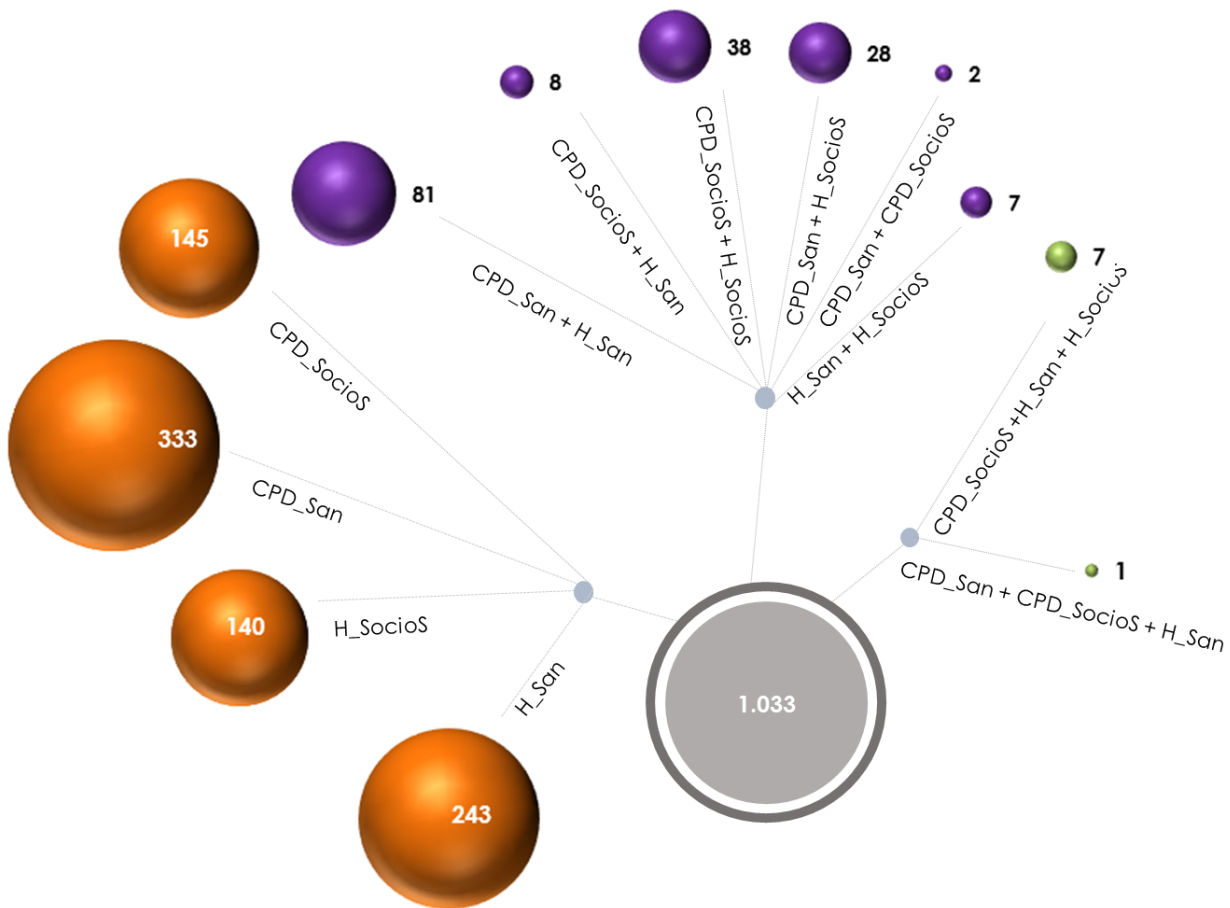 38
28
2
8
CPD_SocioS + H_San
CPD_SocioS + H_SocioS
CPD_San + H_SocioS
CPD_San + CPD_SocioS
81
CPD_San + H_San
7
H_San + H_SocioS
145
CPD_SocioS
7
CPD_SocioS +H_San + H_SocioS
333
CPD_San
1
CPD_San + CPD_SocioS + H_San
140
H_SocioS
H_San
1.033
243